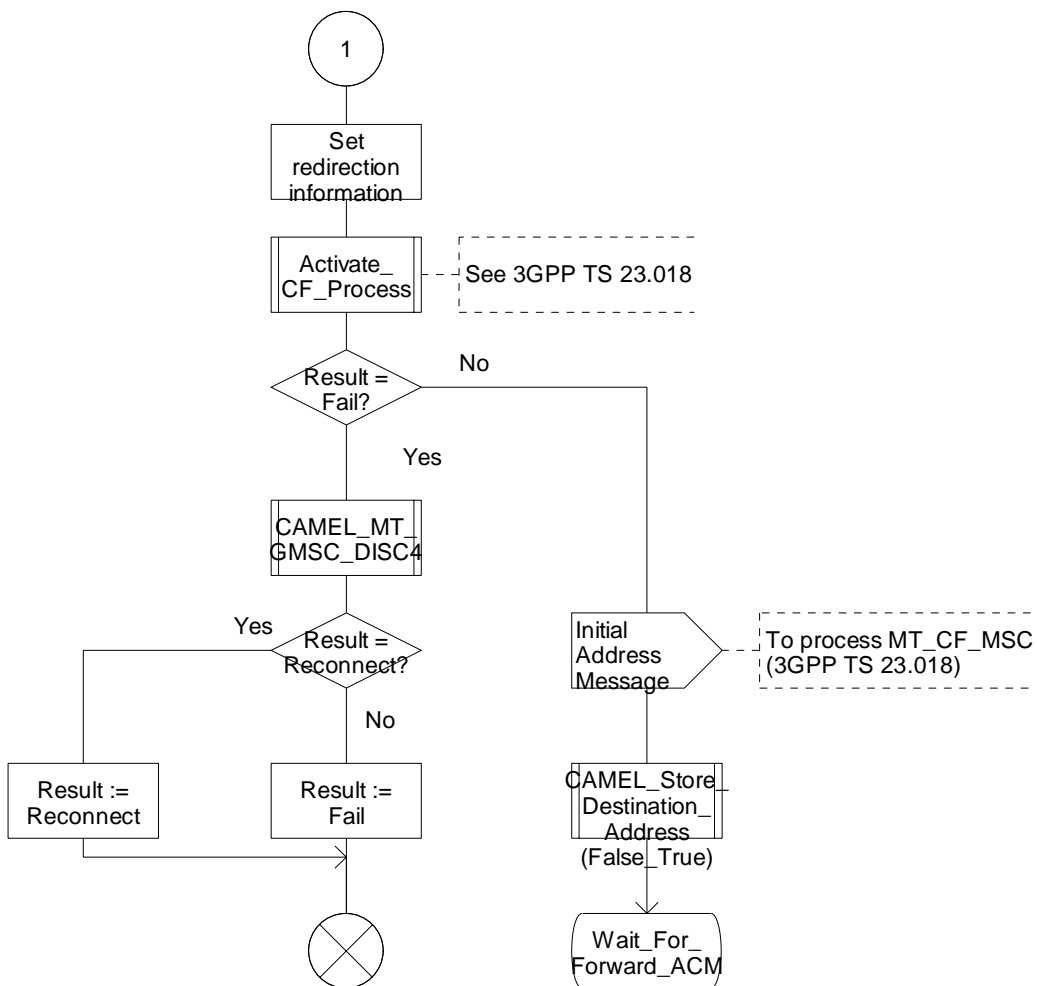 1
Set
redirection
information
Activate_
CF_Process
See 3GPP TS 23.018
Result =
Fail?
No
Yes
CAMEL_MT_
GMSC_DISC4
Yes
Result =
Reconnect?
No
Initial
Address
Message
To process MT_CF_MSC
(3GPP TS 23.018)
Result :=
Reconnect
Result :=
Fail
CAMEL_Store_
Destination_
Address
(False_True)
Wait_For_
Forward_ACM